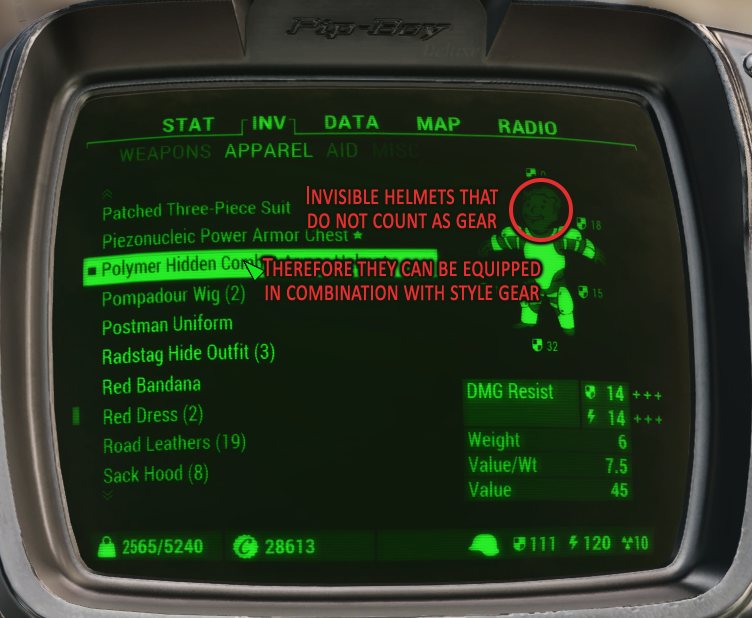 Pip-Boy
Deluxe
STAT INV DATA MAP RADIO
WEAPONS APPAREL AID MISC
INVISIBLE HELMETS THAT
DO NOT COUNT AS GEAR
THEREFORE THEY CAN BE EQUIPPED
IN COMBINATION WITH STYLE GEAR
Patched Three-Piece Suit
Piezonucleic Power Armor Chest ★
Polymer Hidden
Pompadour Wig (2)
Postman Uniform
Radstag Hide Outfit (3)
Red Bandana
Red Dress (2)
Road Leathers (19)
Sack Hood (8)
0
18
15
32
DMG Resist 14 +++
14 +++
Weight 6
Value/Wt 7.5
Value 45
2565/5240 28613 111 120 10